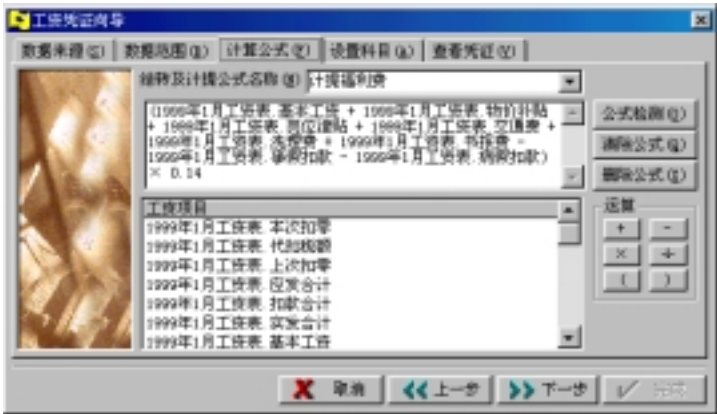 工资凭证向导
数据来源(S) 数据范围(R) 计算公式(F) 设置科目(A) 查看凭证(V)
结转及计提公式名称(M) 计提福利费
(1999年1月工资表.基本工资 + 1999年1月工资表.物价补贴
+ 1999年1月工资表.岗位津贴 + 1999年1月工资表.交通费 +
1999年1月工资表.洗理费 + 1999年1月工资表.书报费 -
1999年1月工资表.事假扣款 - 1999年1月工资表.病假扣款)
× 0.14
公式检测
清除公式
删除公式
工资项目
1999年1月工资表.本次扣零
1999年1月工资表.代扣税额
1999年1月工资表.上次扣零
1999年1月工资表.应发合计
1999年1月工资表.扣款合计
1999年1月工资表.实发合计
1999年1月工资表.基本工资
运算
+ -
× ÷
( )
取消 上一步 下一步 完成